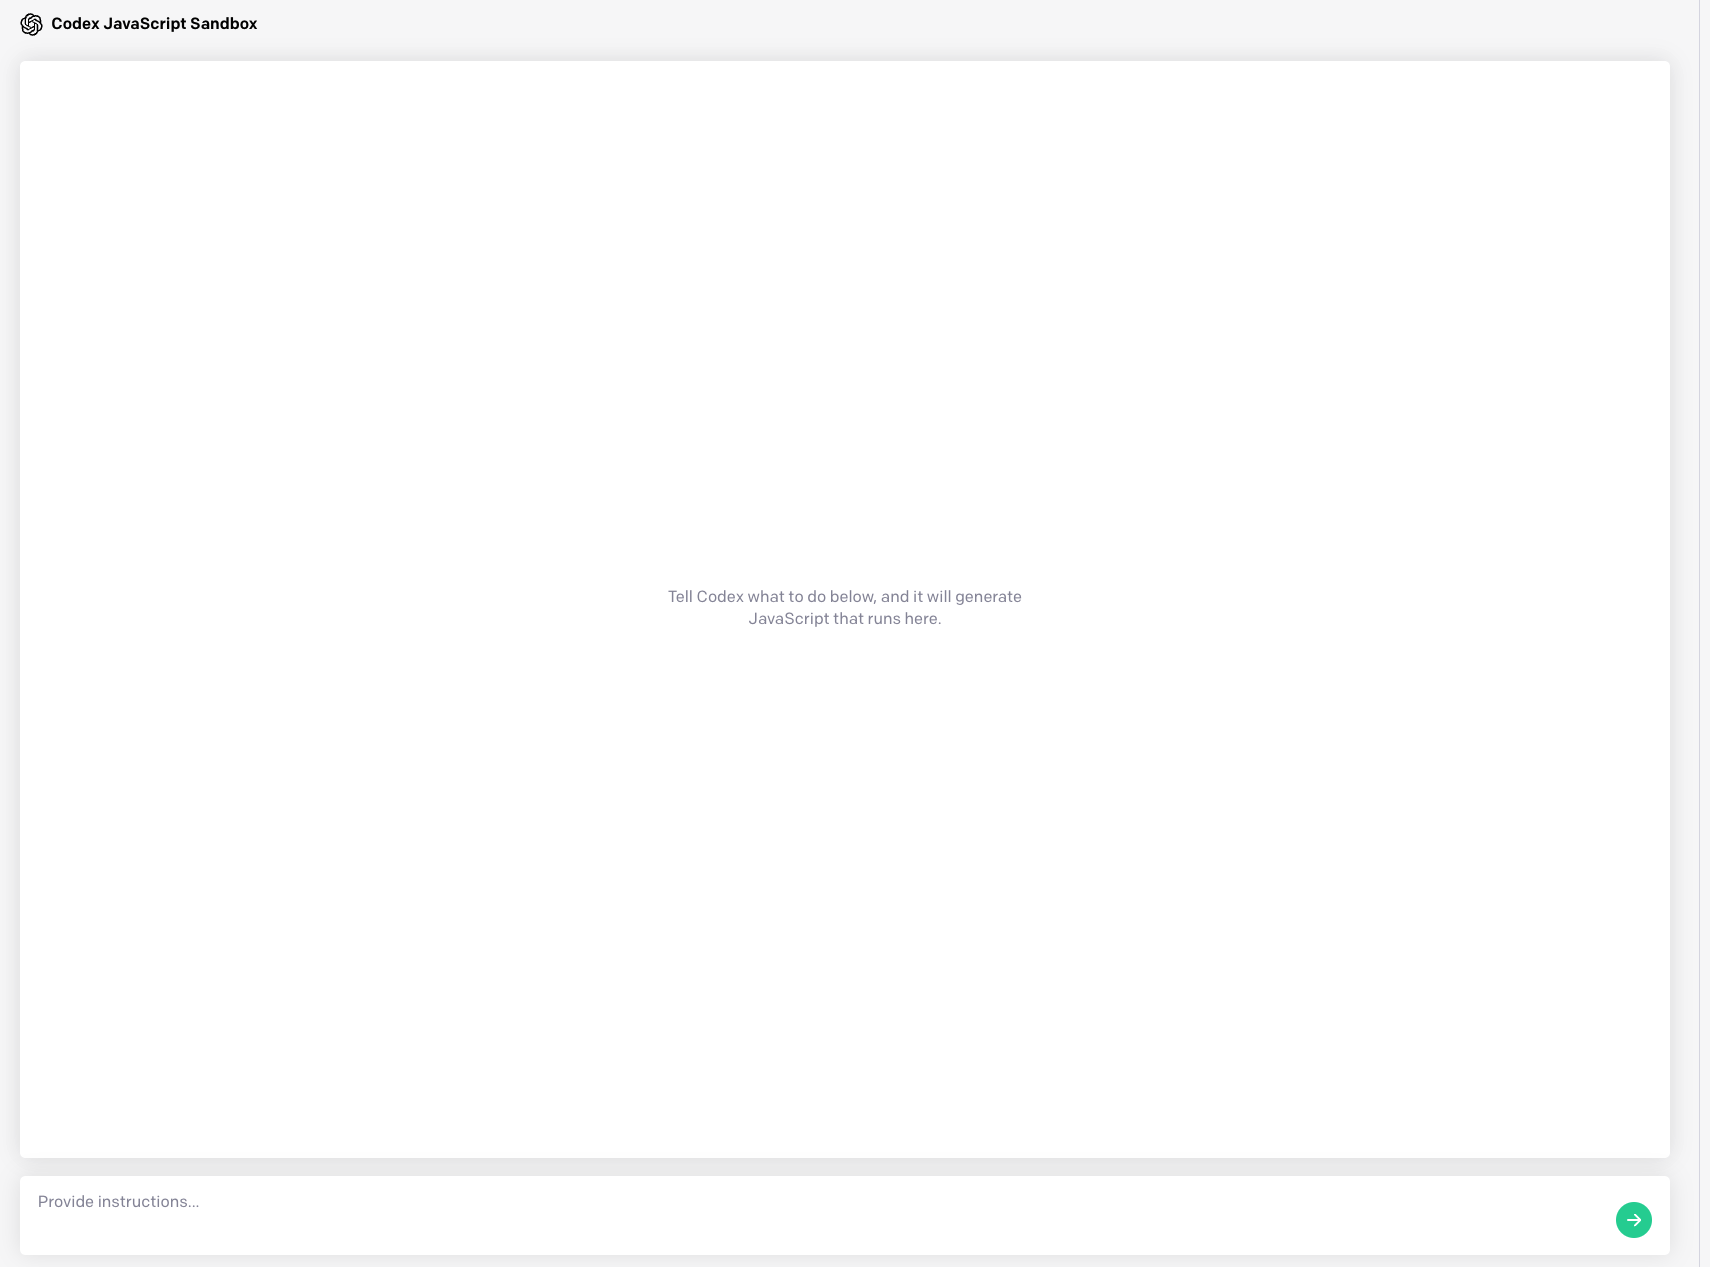 Codex JavaScript Sandbox
Tell Codex what to do below, and it will generate
JavaScript that runs here.
Provide instructions...